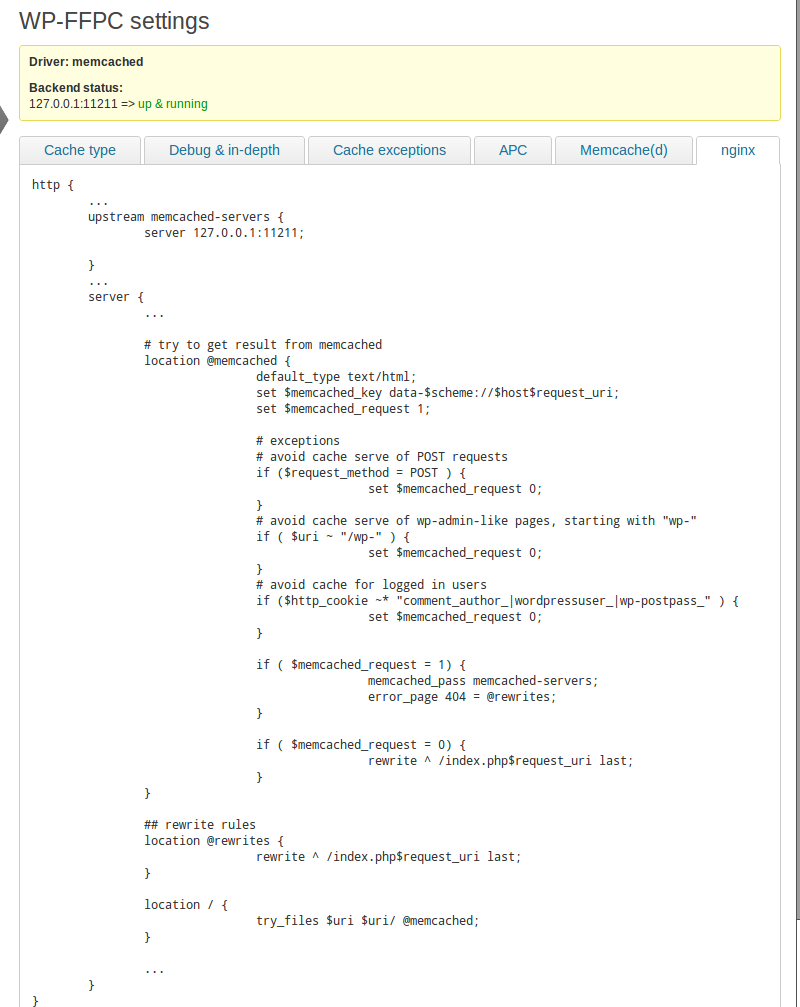 WP-FFPC settings
Driver: memcached
Backend status:
127.0.0.1:11211 => up & running
Cache type
Debug & in-depth
Cache exceptions
APC
Memcache(d)
nginx
http {
...
upstream memcached-servers {
server 127.0.0.1:11211;
}
...
server {
...
# try to get result from memcached
location @memcached {
default_type text/html;
set $memcached_key data-$scheme://$host$request_uri;
set $memcached_request 1;
# exceptions
# avoid cache serve of POST requests
if ($request_method = POST ) {
set $memcached_request 0;
}
# avoid cache serve of wp-admin-like pages, starting with "wp-"
if ( $uri ~ "/wp-" ) {
set $memcached_request 0;
}
# avoid cache for logged in users
if ($http_cookie ~* "comment_author_|wordpressuser_|wp-postpass_" ) {
set $memcached_request 0;
}
if ( $memcached_request = 1) {
memcached_pass memcached-servers;
error_page 404 = @rewrites;
}
if ( $memcached_request = 0) {
rewrite ^ /index.php$request_uri last;
}
}
## rewrite rules
location @rewrites {
rewrite ^ /index.php$request_uri last;
}
location / {
try_files $uri $uri/ @memcached;
}
...
}
}